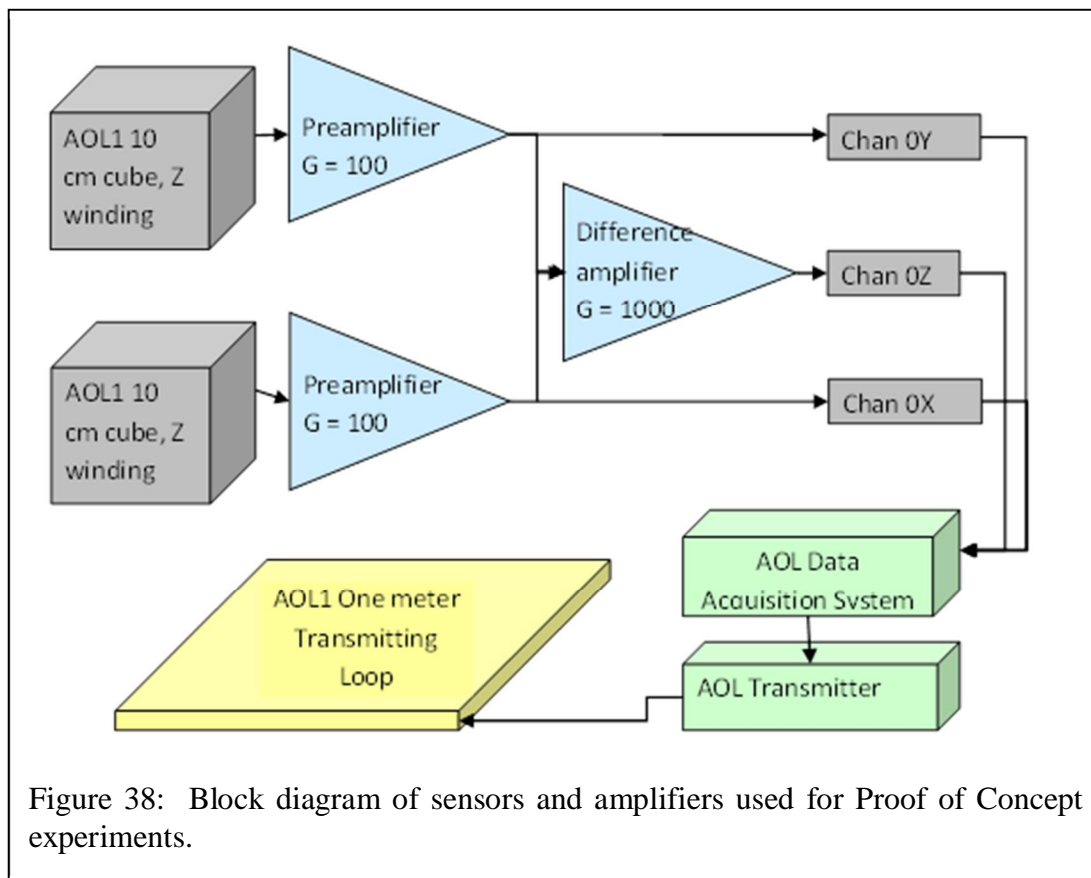 AOL1 10
cm cube, Z
winding
Preamplifier
G = 100
Chan 0Y
Difference
amplifier
G = 1000
Chan 0Z
AOL1 10
cm cube, Z
winding
Preamplifier
G = 100
Chan 0X
AOL Data
Acquisition System
AOL1 One meter
Transmitting
Loop
AOL Transmitter
Figure 38: Block diagram of sensors and amplifiers used for Proof of Concept
experiments.